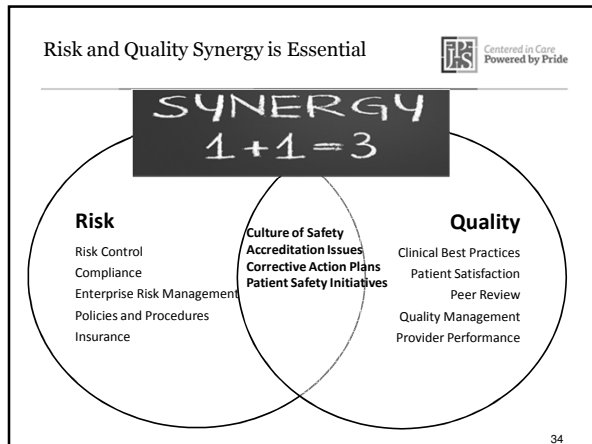 Risk and Quality Synergy is Essential
JPS
Centered in Care
Powered by Pride
SYNERGY
1+1=3
Risk
Risk Control
Compliance
Enterprise Risk Management
Policies and Procedures
Insurance
Culture of Safety
Accreditation Issues
Corrective Action Plans
Patient Safety Initiatives
Quality
Clinical Best Practices
Patient Satisfaction
Peer Review
Quality Management
Provider Performance
34